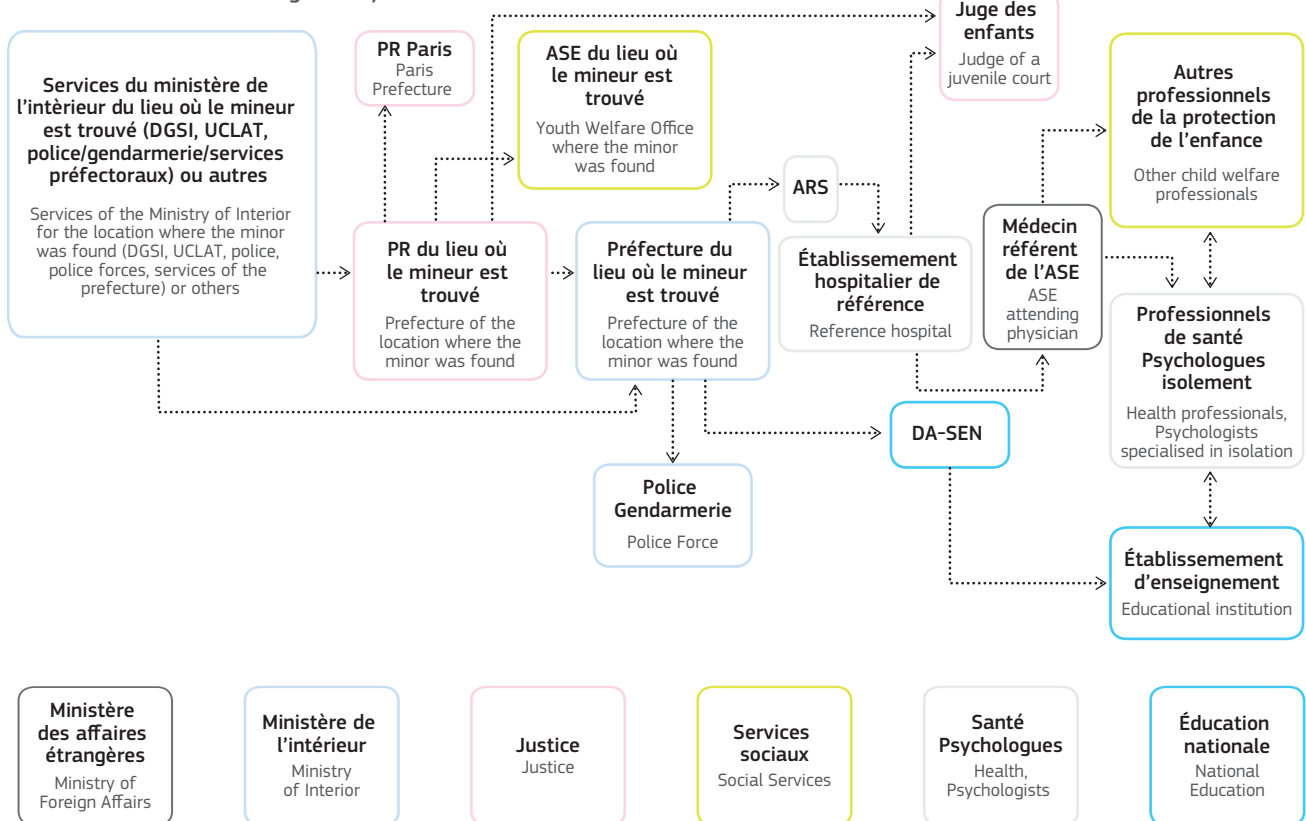 Juge des
enfants
Judge of a
juvenile court
PR Paris
Paris
Prefecture
ASE du lieu où
le mineur est
trouvé
Youth Welfare Office
where the minor
was found
Autres
professionnels
de la protection
de l'enfance
Other child welfare
professionals
Services du ministère de
l'intèrieur du lieu où le mineur
est trouvé (DGSI, UCLAT,
police/gendarmerie/services
préfectoraux) ou autres
Services of the Ministry of Interior
for the location where the minor
was found (DGSI, UCLAT, police,
police forces, services of the
prefecture) or others
ARS
PR du lieu où
le mineur est
trouvé
Prefecture of the
location where the
minor was found
Préfecture du
lieu où le mineur
est trouvé
Prefecture of the
location where the
minor was found
Établissemement
hospitalier de
référence
Reference hospital
Médecin
référent
de l'ASE
ASE
attending
physician
Professionnels
de santé
Psychologues
isolement
Health professionals,
Psychologists
specialised in isolation
DA-SEN
Police
Gendarmerie
Police Force
Établissemement
d'enseignement
Educational institution
Ministère
des affaires
étrangères
Ministry of
Foreign Affairs
Ministère de
l'intérieur
Ministry
of Interior
Justice
Justice
Services
sociaux
Social Services
Santé
Psychologues
Health,
Psychologists
Éducation
nationale
National
Education